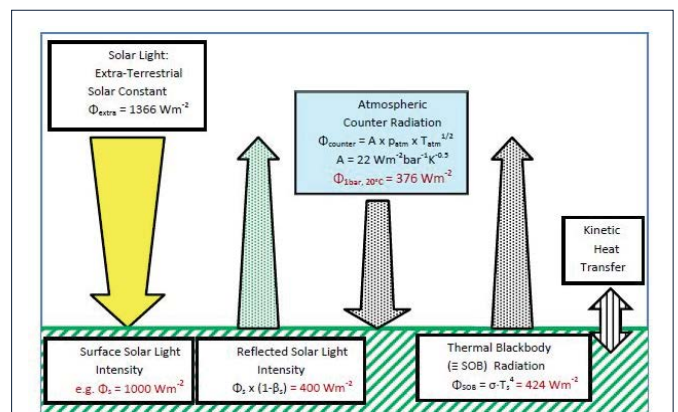 Solar Light:
Extra-Terrestrial
Solar Constant
Φextra = 1366 Wm⁻²
Atmospheric
Counter Radiation
Φcounter = A x patm x Tatm^1/2
A = 22 Wm⁻²bar⁻¹K⁻⁰·⁵
Φ1bar, 20°C = 376 Wm⁻²
Kinetic
Heat
Transfer
Surface Solar Light
Intensity
e.g. Φs = 1000 Wm⁻²
Reflected Solar Light
Intensity
Φs x (1-βs) = 400 Wm⁻²
Thermal Blackbody
(≡ SOB) Radiation
ΦSOB = σ·Ts⁴ = 424 Wm⁻²